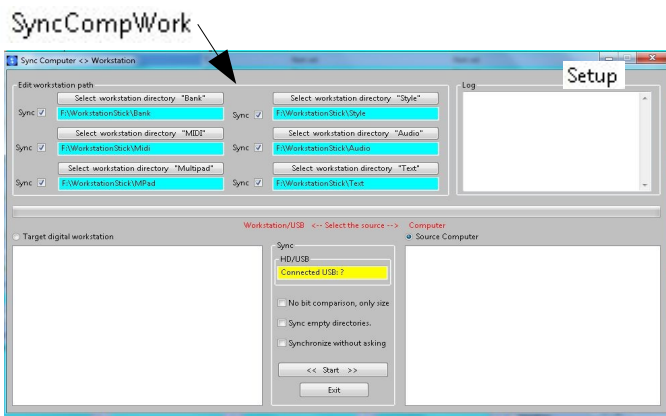 SyncCompWork
Sync Computer <> Workstation
Setup
Edit workstation path
Log
Select workstation directory "Bank"
Select workstation directory "Style"
Sync
F:\WorkstationStick\Bank
Sync
F:\WorkstationStick\Style
Select workstation directory "MIDI"
Select workstation directory "Audio"
Sync
F:\WorkstationStick\Midi
Sync
F:\WorkstationStick\Audio
Select workstation directory "Multipad"
Select workstation directory "Text"
Sync
F:\WorkstationStick\MPad
Sync
F:\WorkstationStick\Text
Workstation/USB <-- Select the source --> Computer
Target digital workstation
Source Computer
Sync
HD/USB
Connected USB: ?
No bit comparison, only size
Sync empty directories.
Synchronize without asking
<< Start >>
Exit